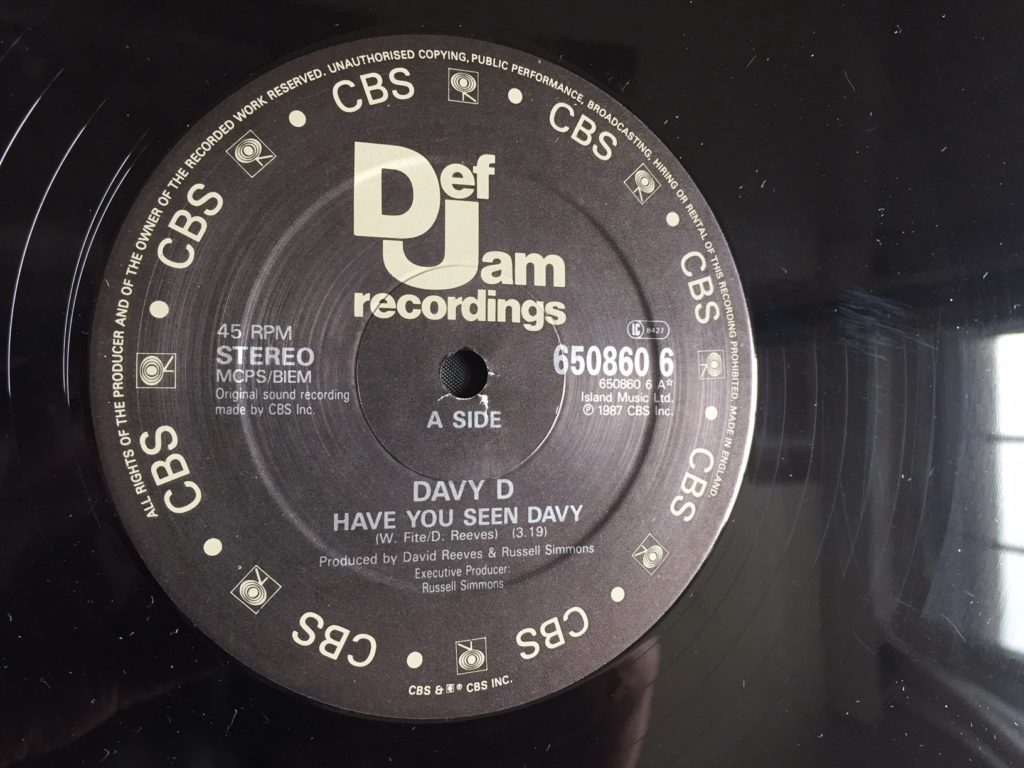 ALL RIGHTS OF THE PRODUCER AND OF THE OWNER OF THE RECORDED WORK RESERVED. UNAUTHORISED COPYING, PUBLIC PERFORMANCE, BROADCASTING, HIRING OR RENTAL OF THIS RECORDING PROHIBITED. MADE IN ENGLAND.
CBS
CBS
CBS
CBS
CBS
CBS
CBS
CBS
Def
Jam
recordings
45 RPM
STEREO
MCPS/BIEM
Original sound recording
made by CBS Inc.
LC 8427
650860 6
650860 6 A
Island Music Ltd.
℗ 1987 CBS Inc.
A SIDE
DAVY D
HAVE YOU SEEN DAVY
(W. Fite/D. Reeves) (3.19)
Produced by David Reeves & Russell Simmons
Executive Producer:
Russell Simmons
CBS & ® CBS INC.